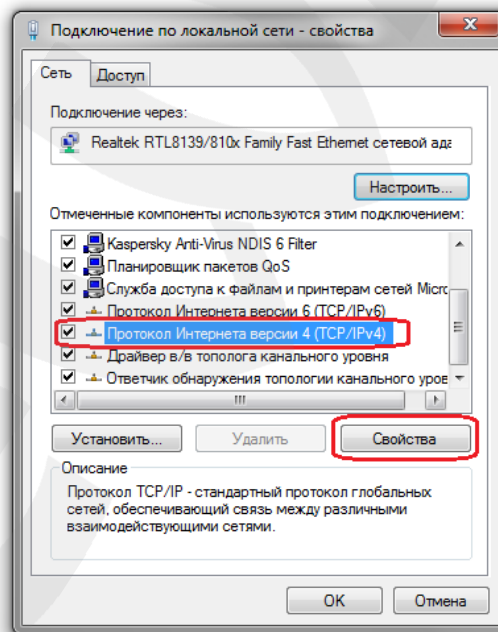 Подключение по локальной сети - свойства
Сеть Доступ
Подключение через:
Realtek RTL8139/810x Family Fast Ethernet сетевой ада
Настроить...
Отмеченные компоненты используются этим подключением:
Kaspersky Anti-Virus NDIS 6 Filter
Планировщик пакетов QoS
Служба доступа к файлам и принтерам сетей Micro
Протокол Интернета версии 6 (TCP/IPv6)
Протокол Интернета версии 4 (TCP/IPv4)
Драйвер в/в тополога канального уровня
Ответчик обнаружения топологии канального уров
Установить... Удалить Свойства
Описание
Протокол TCP/IP - стандартный протокол глобальных
сетей, обеспечивающий связь между различными
взаимодействующими сетями.
OK Отмена